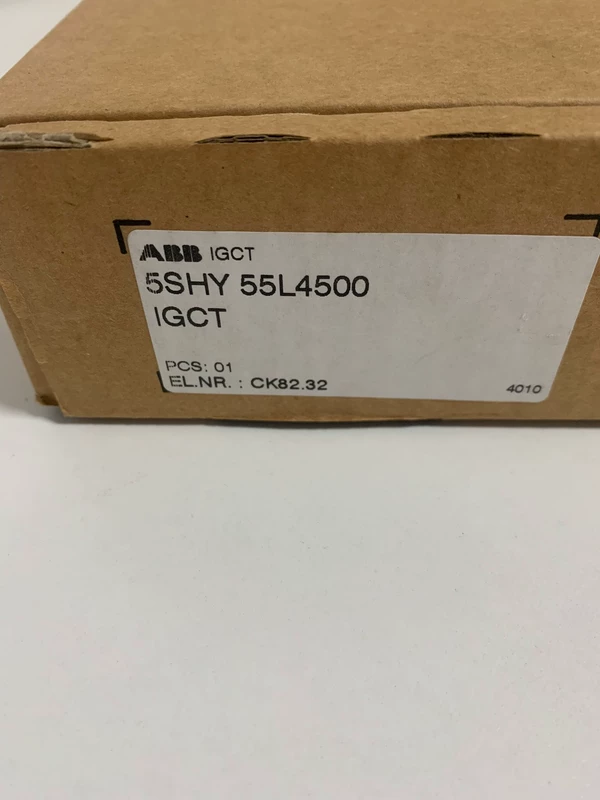 ABB IGCT
5SHY 55L4500
IGCT
PCS: 01
EL.NR. : CK82.32
4010